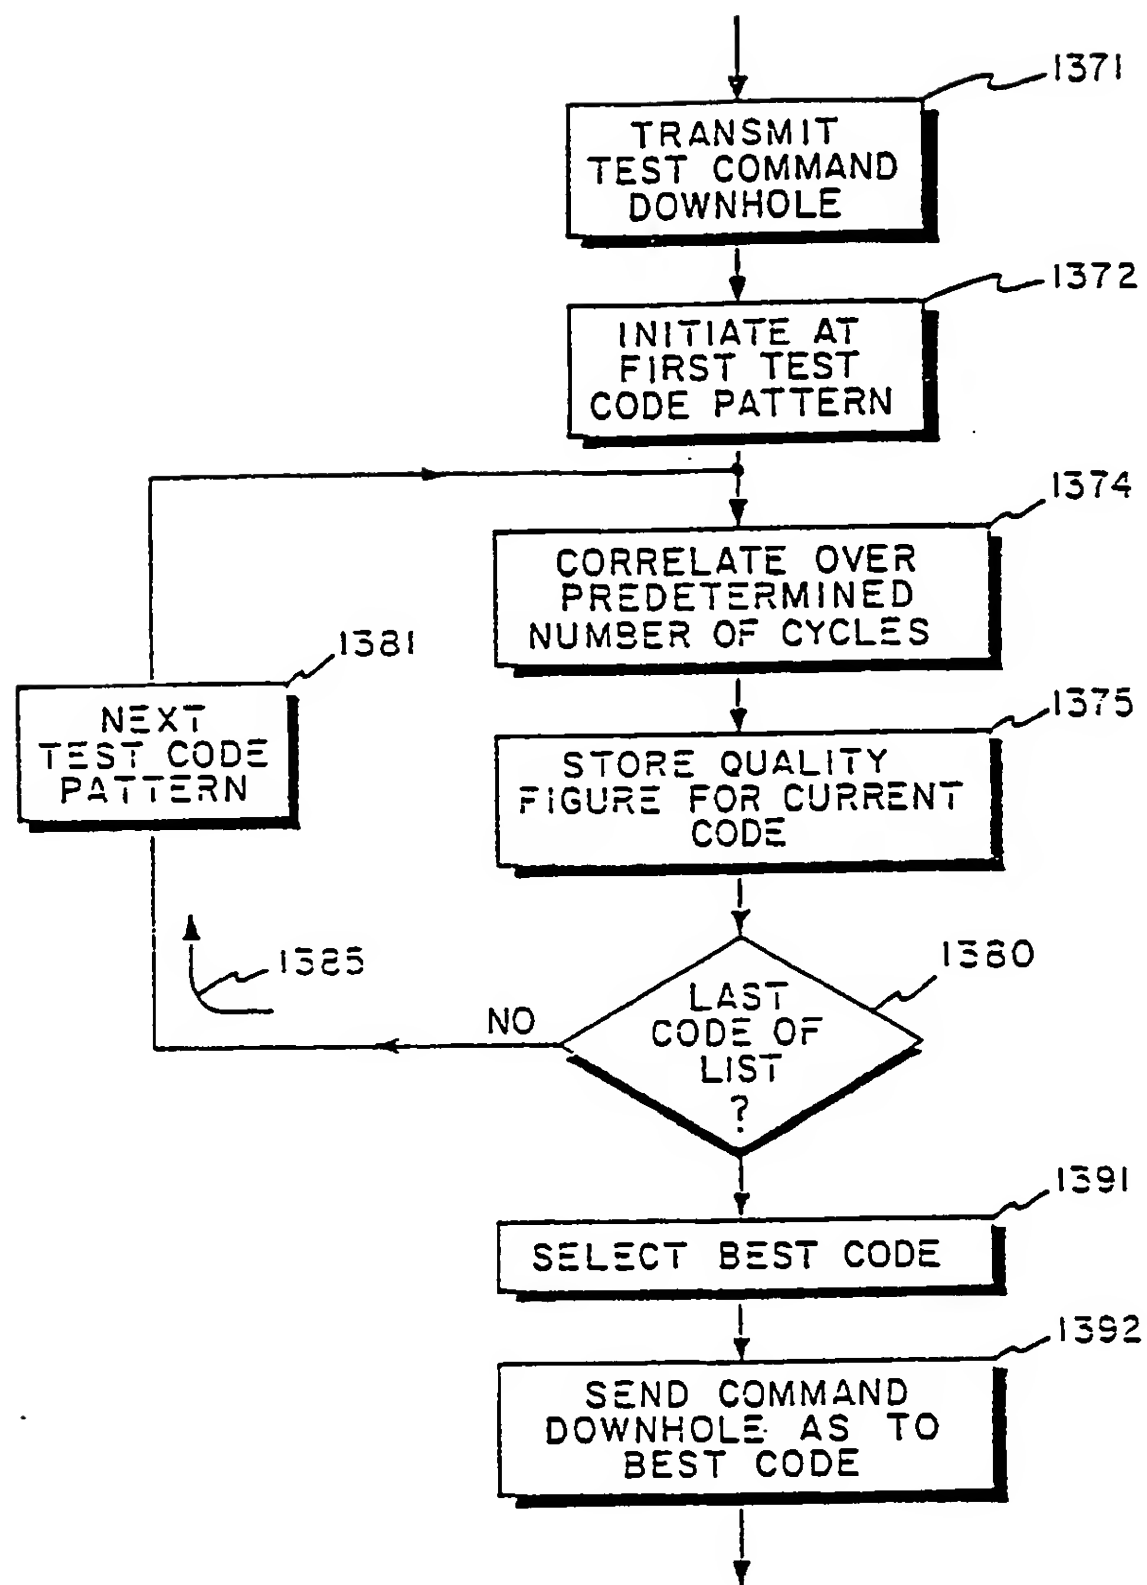 1371
TRANSMIT
TEST COMMAND
DOWNHOLE
1372
INITIATE AT
FIRST TEST
CODE PATTERN
1374
CORRELATE OVER
PREDETERMINED
NUMBER OF CYCLES
1381
NEXT
TEST CODE
PATTERN
1375
STORE QUALITY
FIGURE FOR CURRENT
CODE
1385
1380
NO
LAST
CODE OF
LIST
?
1391
SELECT BEST CODE
1392
SEND COMMAND
DOWNHOLE AS TO
BEST CODE